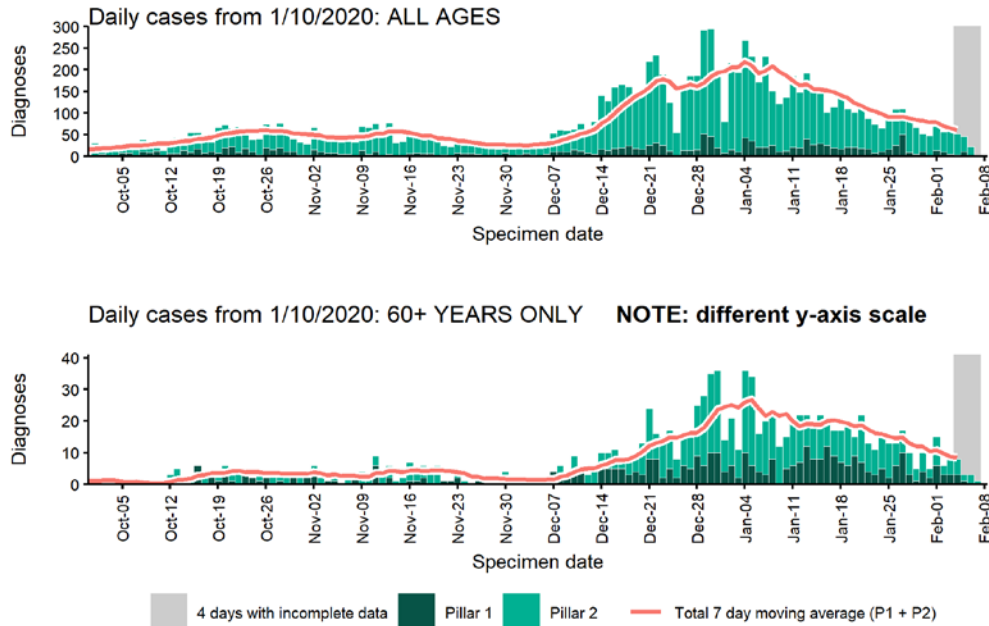 Daily cases from 1/10/2020: ALL AGES
300
250
200
150
100
50
0
Diagnoses
Oct-05 Oct-12 Oct-19 Oct-26 Nov-02 Nov-09 Nov-16 Nov-23 Nov-30 Dec-07 Dec-14 Dec-21 Dec-28 Jan-04 Jan-11 Jan-18 Jan-25 Feb-01 Feb-08
Specimen date
Daily cases from 1/10/2020: 60+ YEARS ONLY NOTE: different y-axis scale
40
30
20
10
0
Diagnoses
Oct-05 Oct-12 Oct-19 Oct-26 Nov-02 Nov-09 Nov-16 Nov-23 Nov-30 Dec-07 Dec-14 Dec-21 Dec-28 Jan-04 Jan-11 Jan-18 Jan-25 Feb-01 Feb-08
Specimen date
4 days with incomplete data Pillar 1 Pillar 2 Total 7 day moving average (P1 + P2)